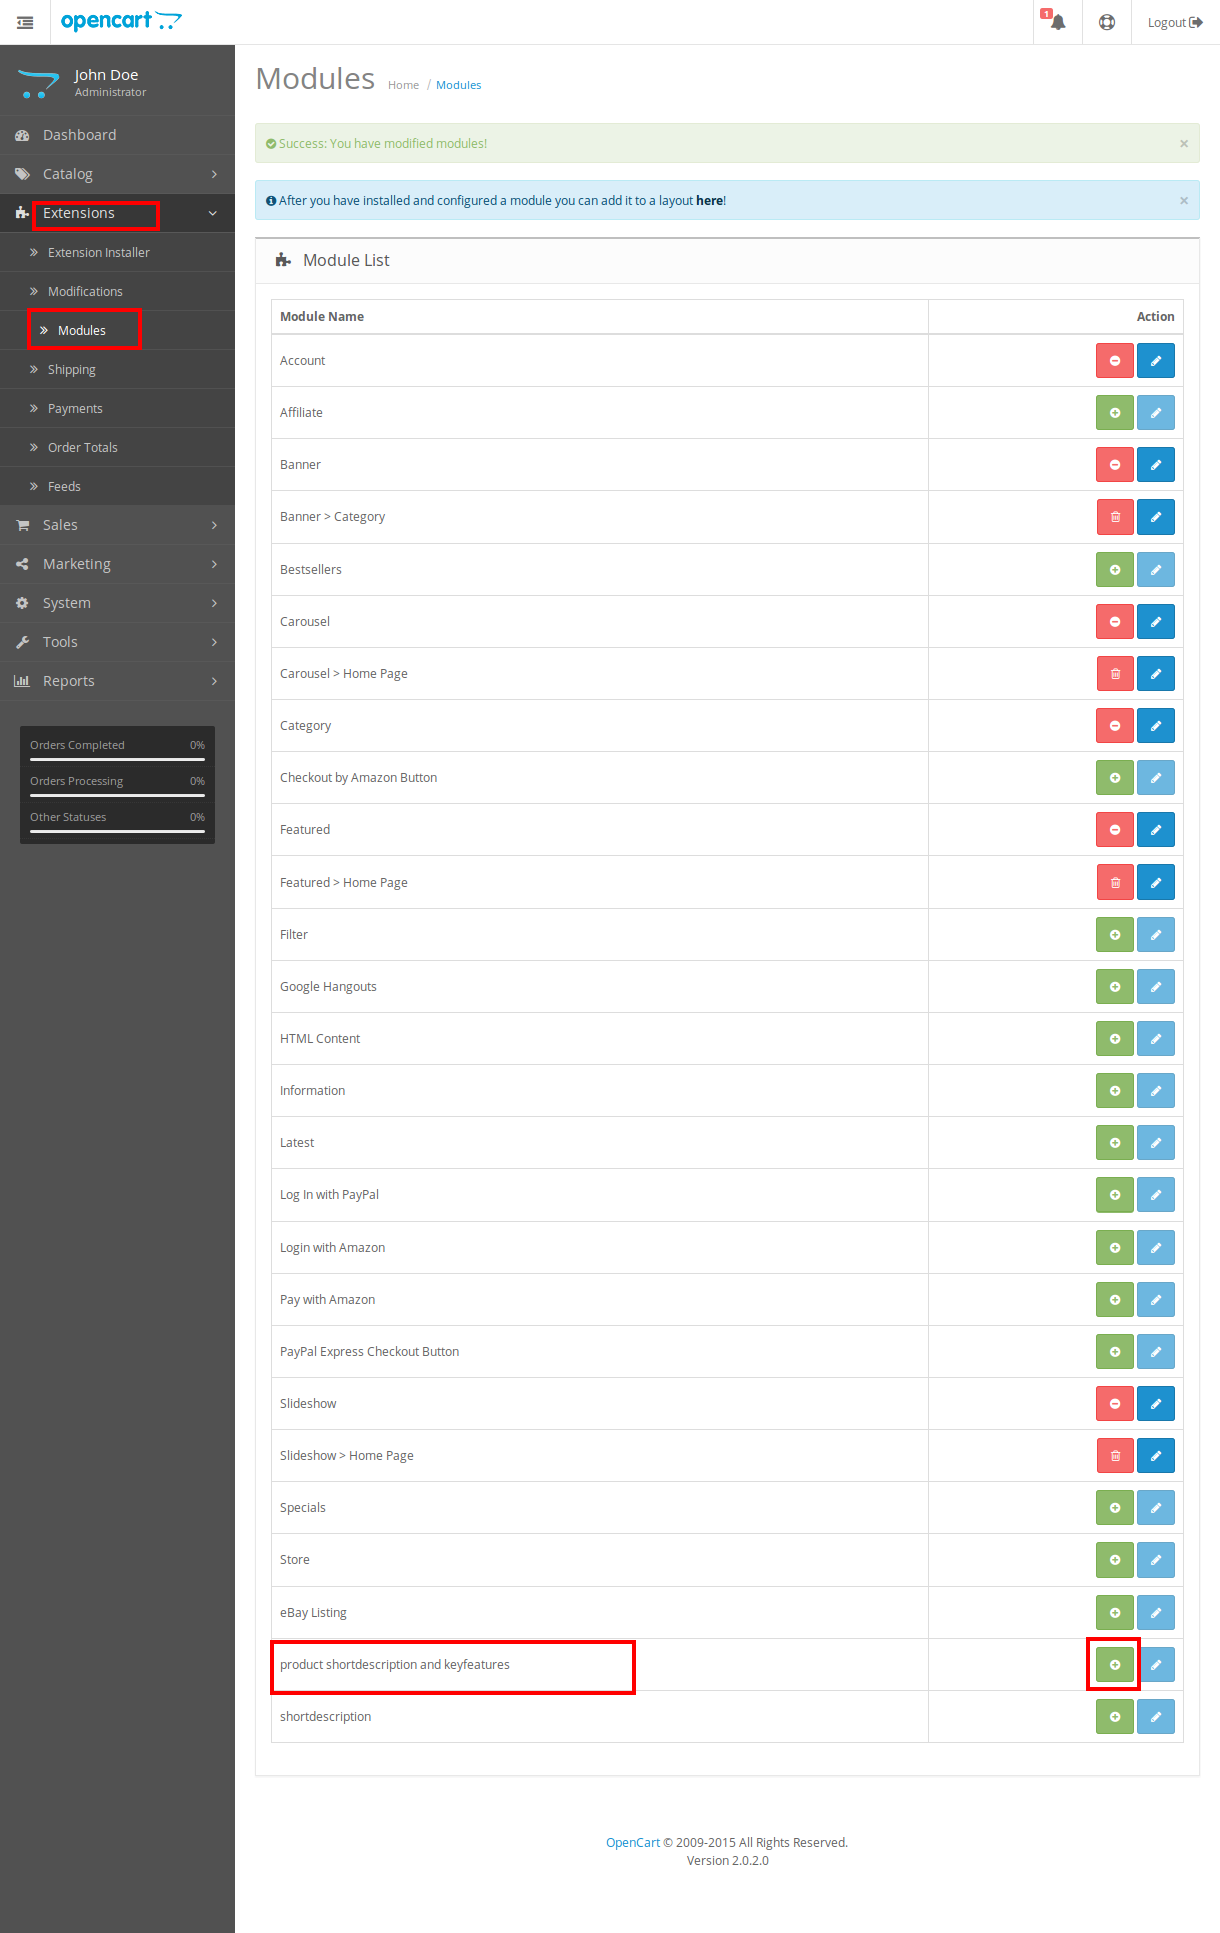 opencart
1
Logout
John Doe
Administrator
Dashboard
Catalog
Extensions
Extension Installer
Modifications
Modules
Shipping
Payments
Order Totals
Feeds
Sales
Marketing
System
Tools
Reports
Orders Completed 0%
Orders Processing 0%
Other Statuses 0%
Modules Home / Modules
Success: You have modified modules! ×
After you have installed and configured a module you can add it to a layout here! ×
Module List
Module Name Action
Account
Affiliate
Banner
Banner > Category
Bestsellers
Carousel
Carousel > Home Page
Category
Checkout by Amazon Button
Featured
Featured > Home Page
Filter
Google Hangouts
HTML Content
Information
Latest
Log In with PayPal
Login with Amazon
Pay with Amazon
PayPal Express Checkout Button
Slideshow
Slideshow > Home Page
Specials
Store
eBay Listing
product shortdescription and keyfeatures
shortdescription
OpenCart © 2009-2015 All Rights Reserved.
Version 2.0.2.0